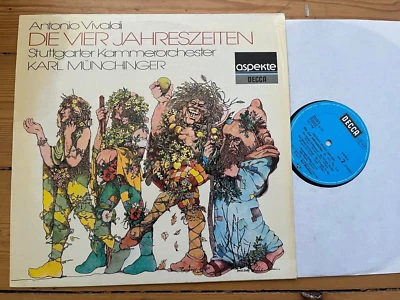 Antonio Vivaldi
DIE VIER JAHRESZEITEN
Stuttgarter Kammerorchester
KARL MÜNCHINGER
aspekte
DECCA
DECCA